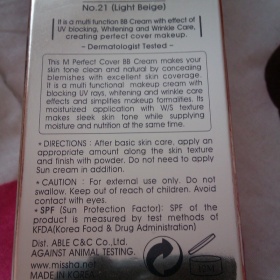 No.21 (Light Beige)
It is a multi function BB Cream with effect of
UV blocking, Whitening and Wrinkle Care,
creating perfect cover makeup.
- Dermatologist Tested -
This M Perfect Cover BB Cream makes your
skin tone clean and natural by concealing
blemishes with excellent skin coverage.
It is a multifunctional makeup cream with
blocking UV rays, whitening and wrinkle care
effects and simplifies makeup formalities. Its
moisturized application with W/S texture
makes sleek skin tone while supplying
moisture and nutrition at the same time.
• DIRECTIONS : After basic skin care, apply an
appropriate amount along the skin texture
and finish with powder. Do not need to apply
Sun cream in addition.
• CAUTION : For external use only. Do not
swallow. Keep out of reach of children. Avoid
contact with eyes.
• SPF (Sun Protection Factor): SPF of the
product is measured by test methods of
KFDA(Korea Food & Drug Administration)
Dist. ABLE C&C Co.,Ltd.
AGAINST ANIMAL TESTING.
www.missha.net
MADE IN KOREA